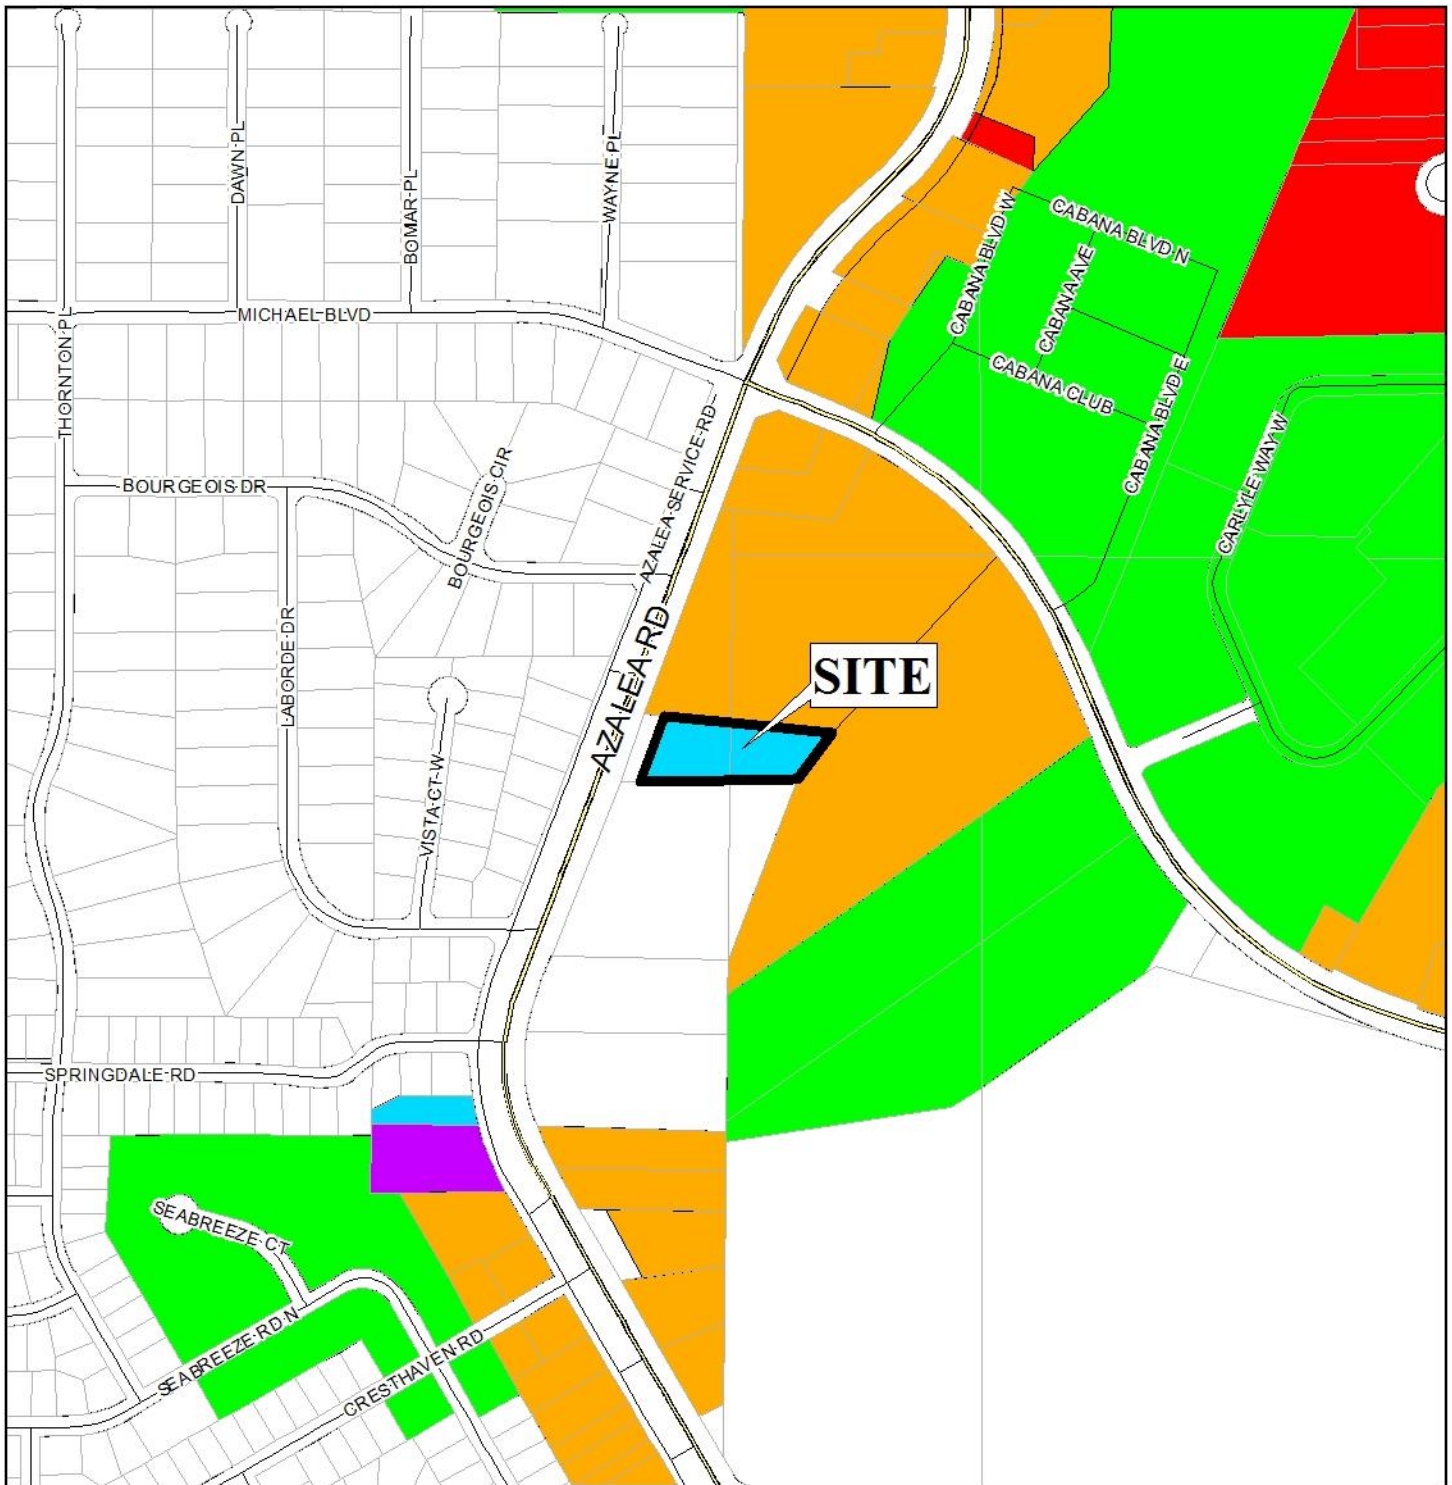 DAWN PL
BOMAR PL
WAYNE PL
CABANA BLVD W
CABANA BLVD N
CABANA AVE
MICHAEL BLVD
THORNTON PL
CABANA CLUB
CABANA BLVD E
AZALEA SERVICE RD
CARLYLE WAY W
BOURGEOIS DR
BOURGEOIS CIR
LABORDE DR
AZALEA RD
SITE
VISTA CT W
SPRINGDALE RD
SEABREEZE CT
SEABREEZE RD N
CRESTHAVEN RD